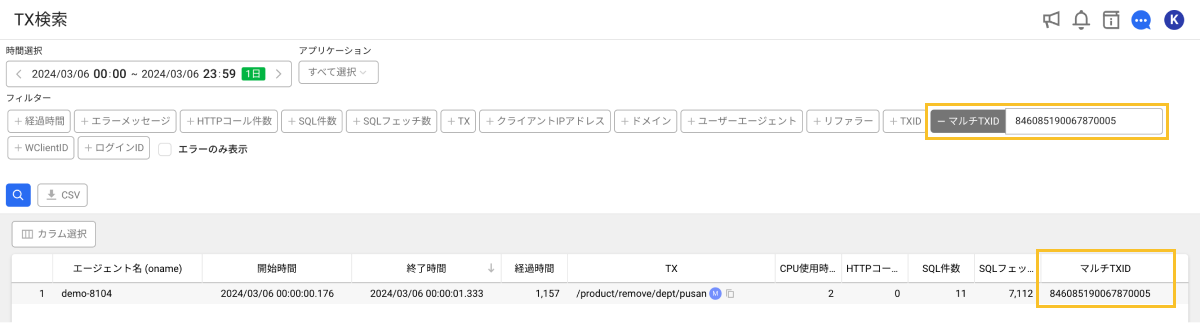 TX検索
K
時間選択
アプリケーション
2024/03/06 00:00 ~ 2024/03/06 23:59 1日
すべて選択
フィルター
+ 経過時間 + エラーメッセージ + HTTPコール件数 + SQL件数 + SQLフェッチ数 + TX + クライアントIPアドレス + ドメイン + ユーザーエージェント + リファラー + TXID − マルチTXID 846085190067870005
+ WClientID + ログインID エラーのみ表示
CSV
カラム選択
エージェント名 (oname) 開始時間 終了時間 ↓ 経過時間 TX CPU使用時... HTTPコー... SQL件数 SQLフェッ... マルチTXID
1 demo-8104 2024/03/06 00:00:00.176 2024/03/06 00:00:01.333 1,157 /product/remove/dept/pusan M 2 0 11 7,112 846085190067870005